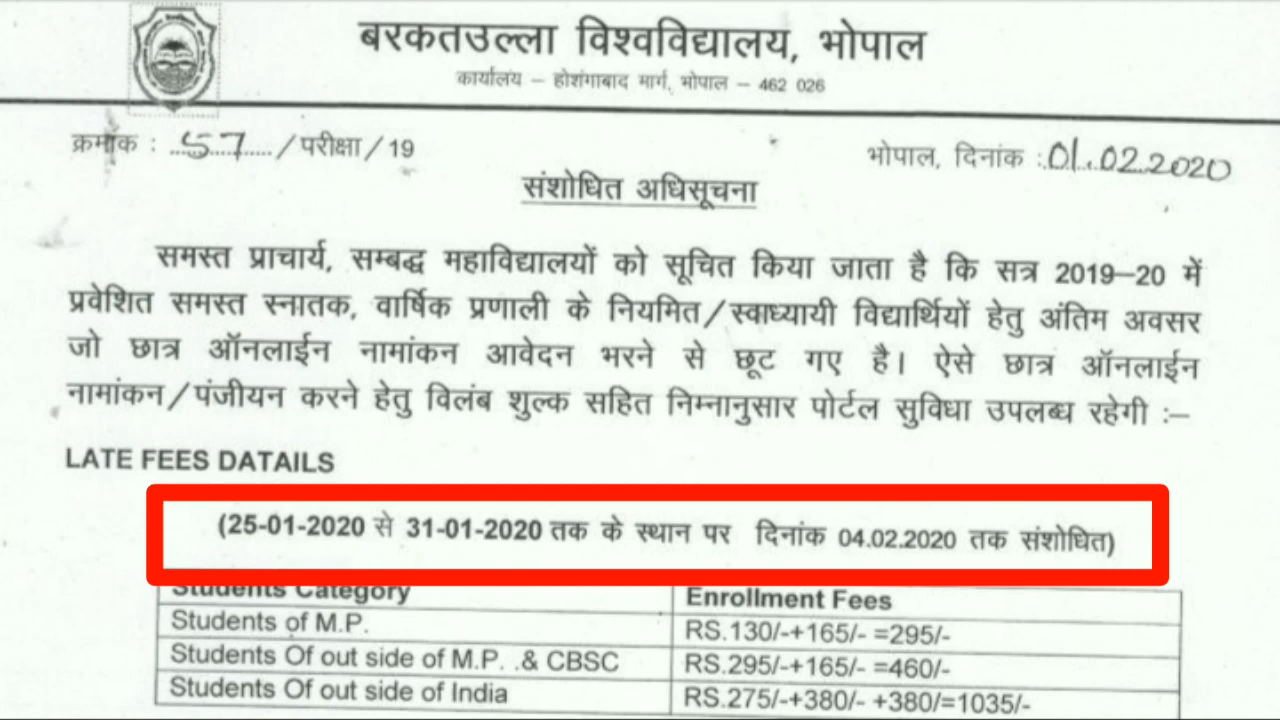 बरकतउल्ला विश्वविद्यालय, भोपाल
कार्यालय – होशंगाबाद मार्ग, भोपाल – 462 026
क्रमांक : 57 /परीक्षा/19
भोपाल, दिनांक : 01.02.2020
संशोधित अधिसूचना
समस्त प्राचार्य, सम्बद्ध महाविद्यालयों को सूचित किया जाता है कि सत्र 2019–20 में
प्रवेशित समस्त स्नातक, वार्षिक प्रणाली के नियमित/स्वाध्यायी विद्यार्थियों हेतु अंतिम अवसर
जो छात्र ऑनलाईन नामांकन आवेदन भरने से छूट गए है। ऐसे छात्र ऑनलाईन
नामांकन/पंजीयन करने हेतु विलंब शुल्क सहित निम्नानुसार पोर्टल सुविधा उपलब्ध रहेगी :–
LATE FEES DATAILS
(25-01-2020 से 31-01-2020 तक के स्थान पर दिनांक 04.02.2020 तक संशोधित)
Students Category Enrollment Fees
Students of M.P. RS.130/-+165/- =295/-
Students Of out side of M.P. .& CBSC RS.295/-+165/- =460/-
Students Of out side of India RS.275/-+380/- +380/=1035/-